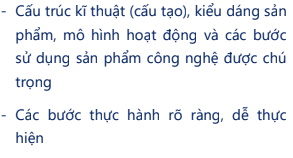 - Cấu trúc kĩ thuật (cấu tạo), kiểu dáng sản
phẩm, mô hình hoạt động và các bước
sử dụng sản phẩm công nghệ được chú
trọng
- Các bước thực hành rõ ràng, dễ thực
hiện